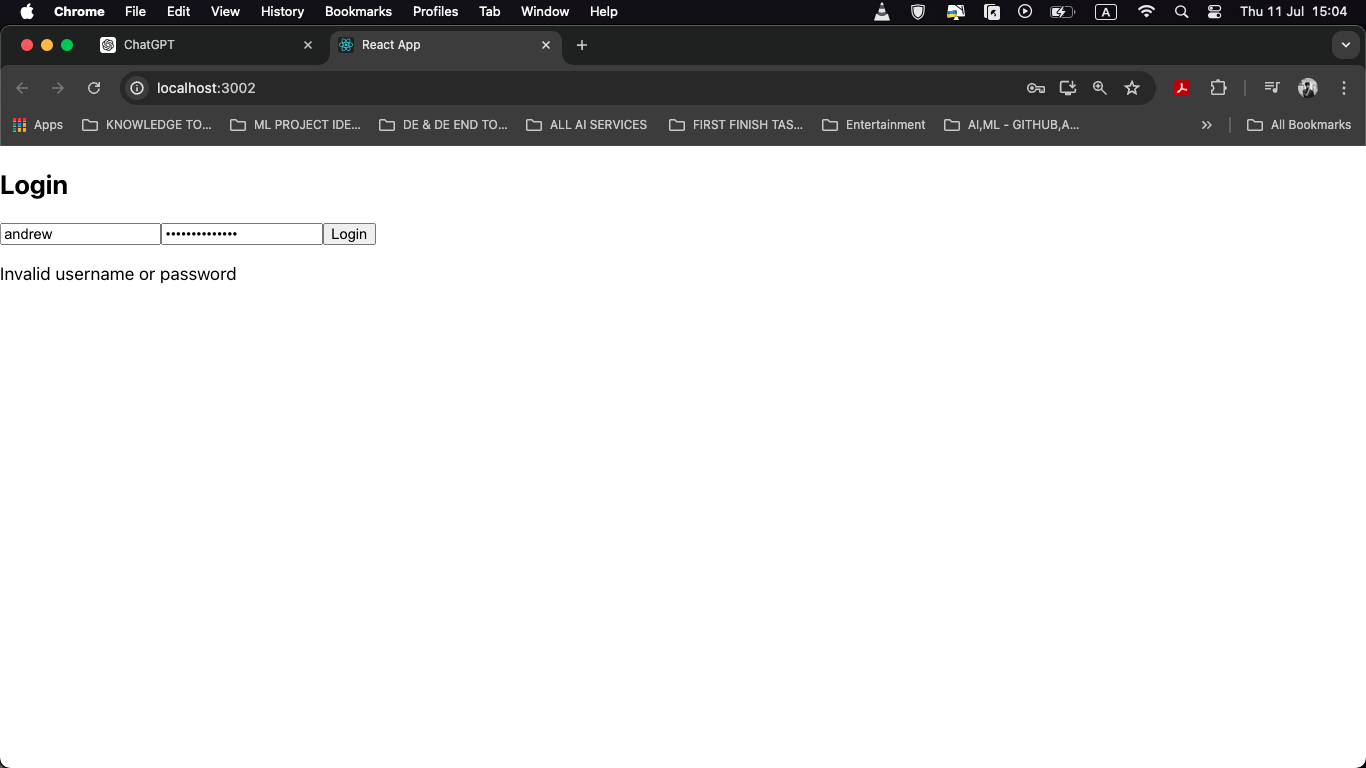 Chrome File Edit View History Bookmarks Profiles Tab Window Help A Thu 11 Jul 15:04
ChatGPT React App
localhost:3002
Apps KNOWLEDGE TO... ML PROJECT IDE... DE & DE END TO... ALL AI SERVICES FIRST FINISH TAS... Entertainment AI,ML - GITHUB,A... » All Bookmarks
Login
andrew •••••••••••••• Login
Invalid username or password